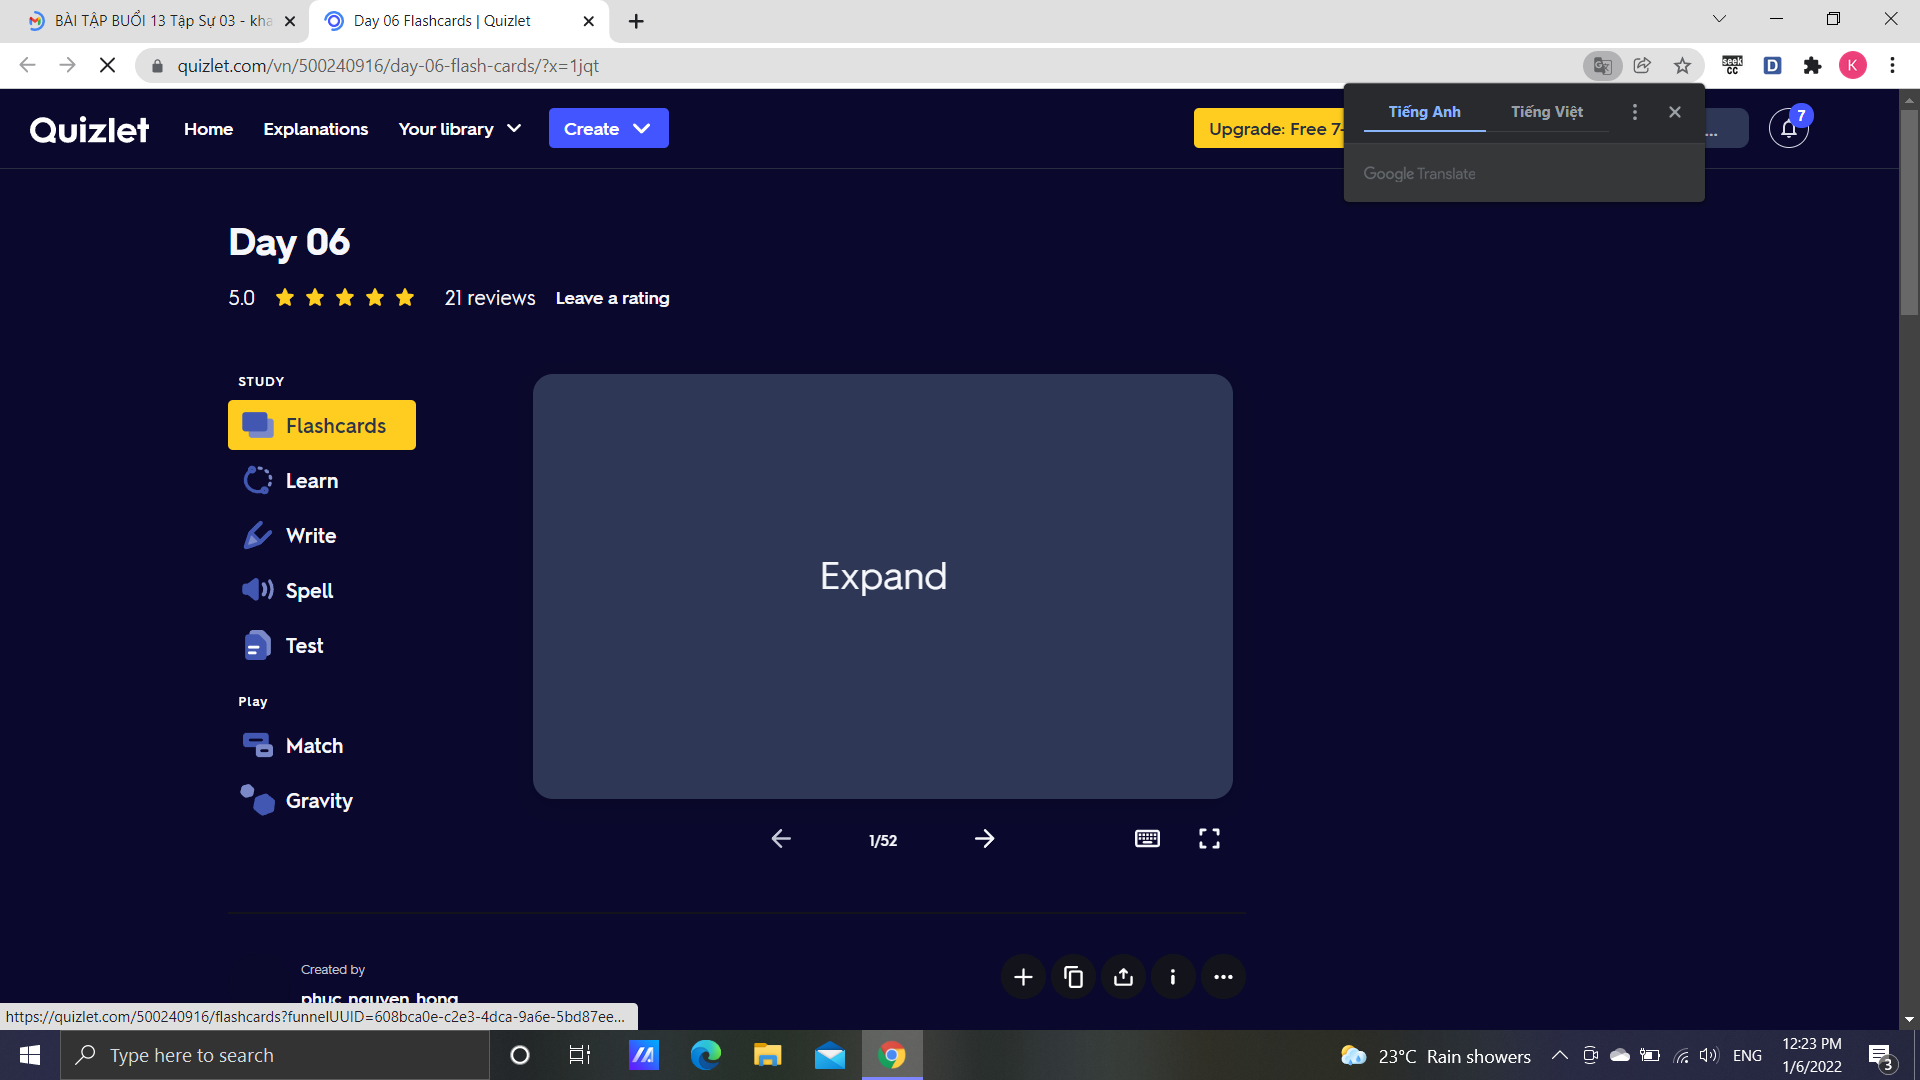 BÀI TẬP BUỔI 13 Tập Sự 03 - kha
Day 06 Flashcards | Quizlet
quizlet.com/vn/500240916/day-06-flash-cards/?x=1jqt
seek CC
D
K
Quizlet
Home
Explanations
Your library
Create
Upgrade: Free 7-
...
7
Tiếng Anh
Tiếng Việt
Google Translate
Day 06
5.0
21 reviews
Leave a rating
STUDY
Flashcards
Learn
Write
Spell
Test
Play
Match
Gravity
Expand
1/52
Created by
phuc_nguyen_hong
https://quizlet.com/500240916/flashcards?funnelUUID=608bca0e-c2e3-4dca-9a6e-5bd87ee...
Type here to search
23°C Rain showers
ENG
12:23 PM
1/6/2022
3